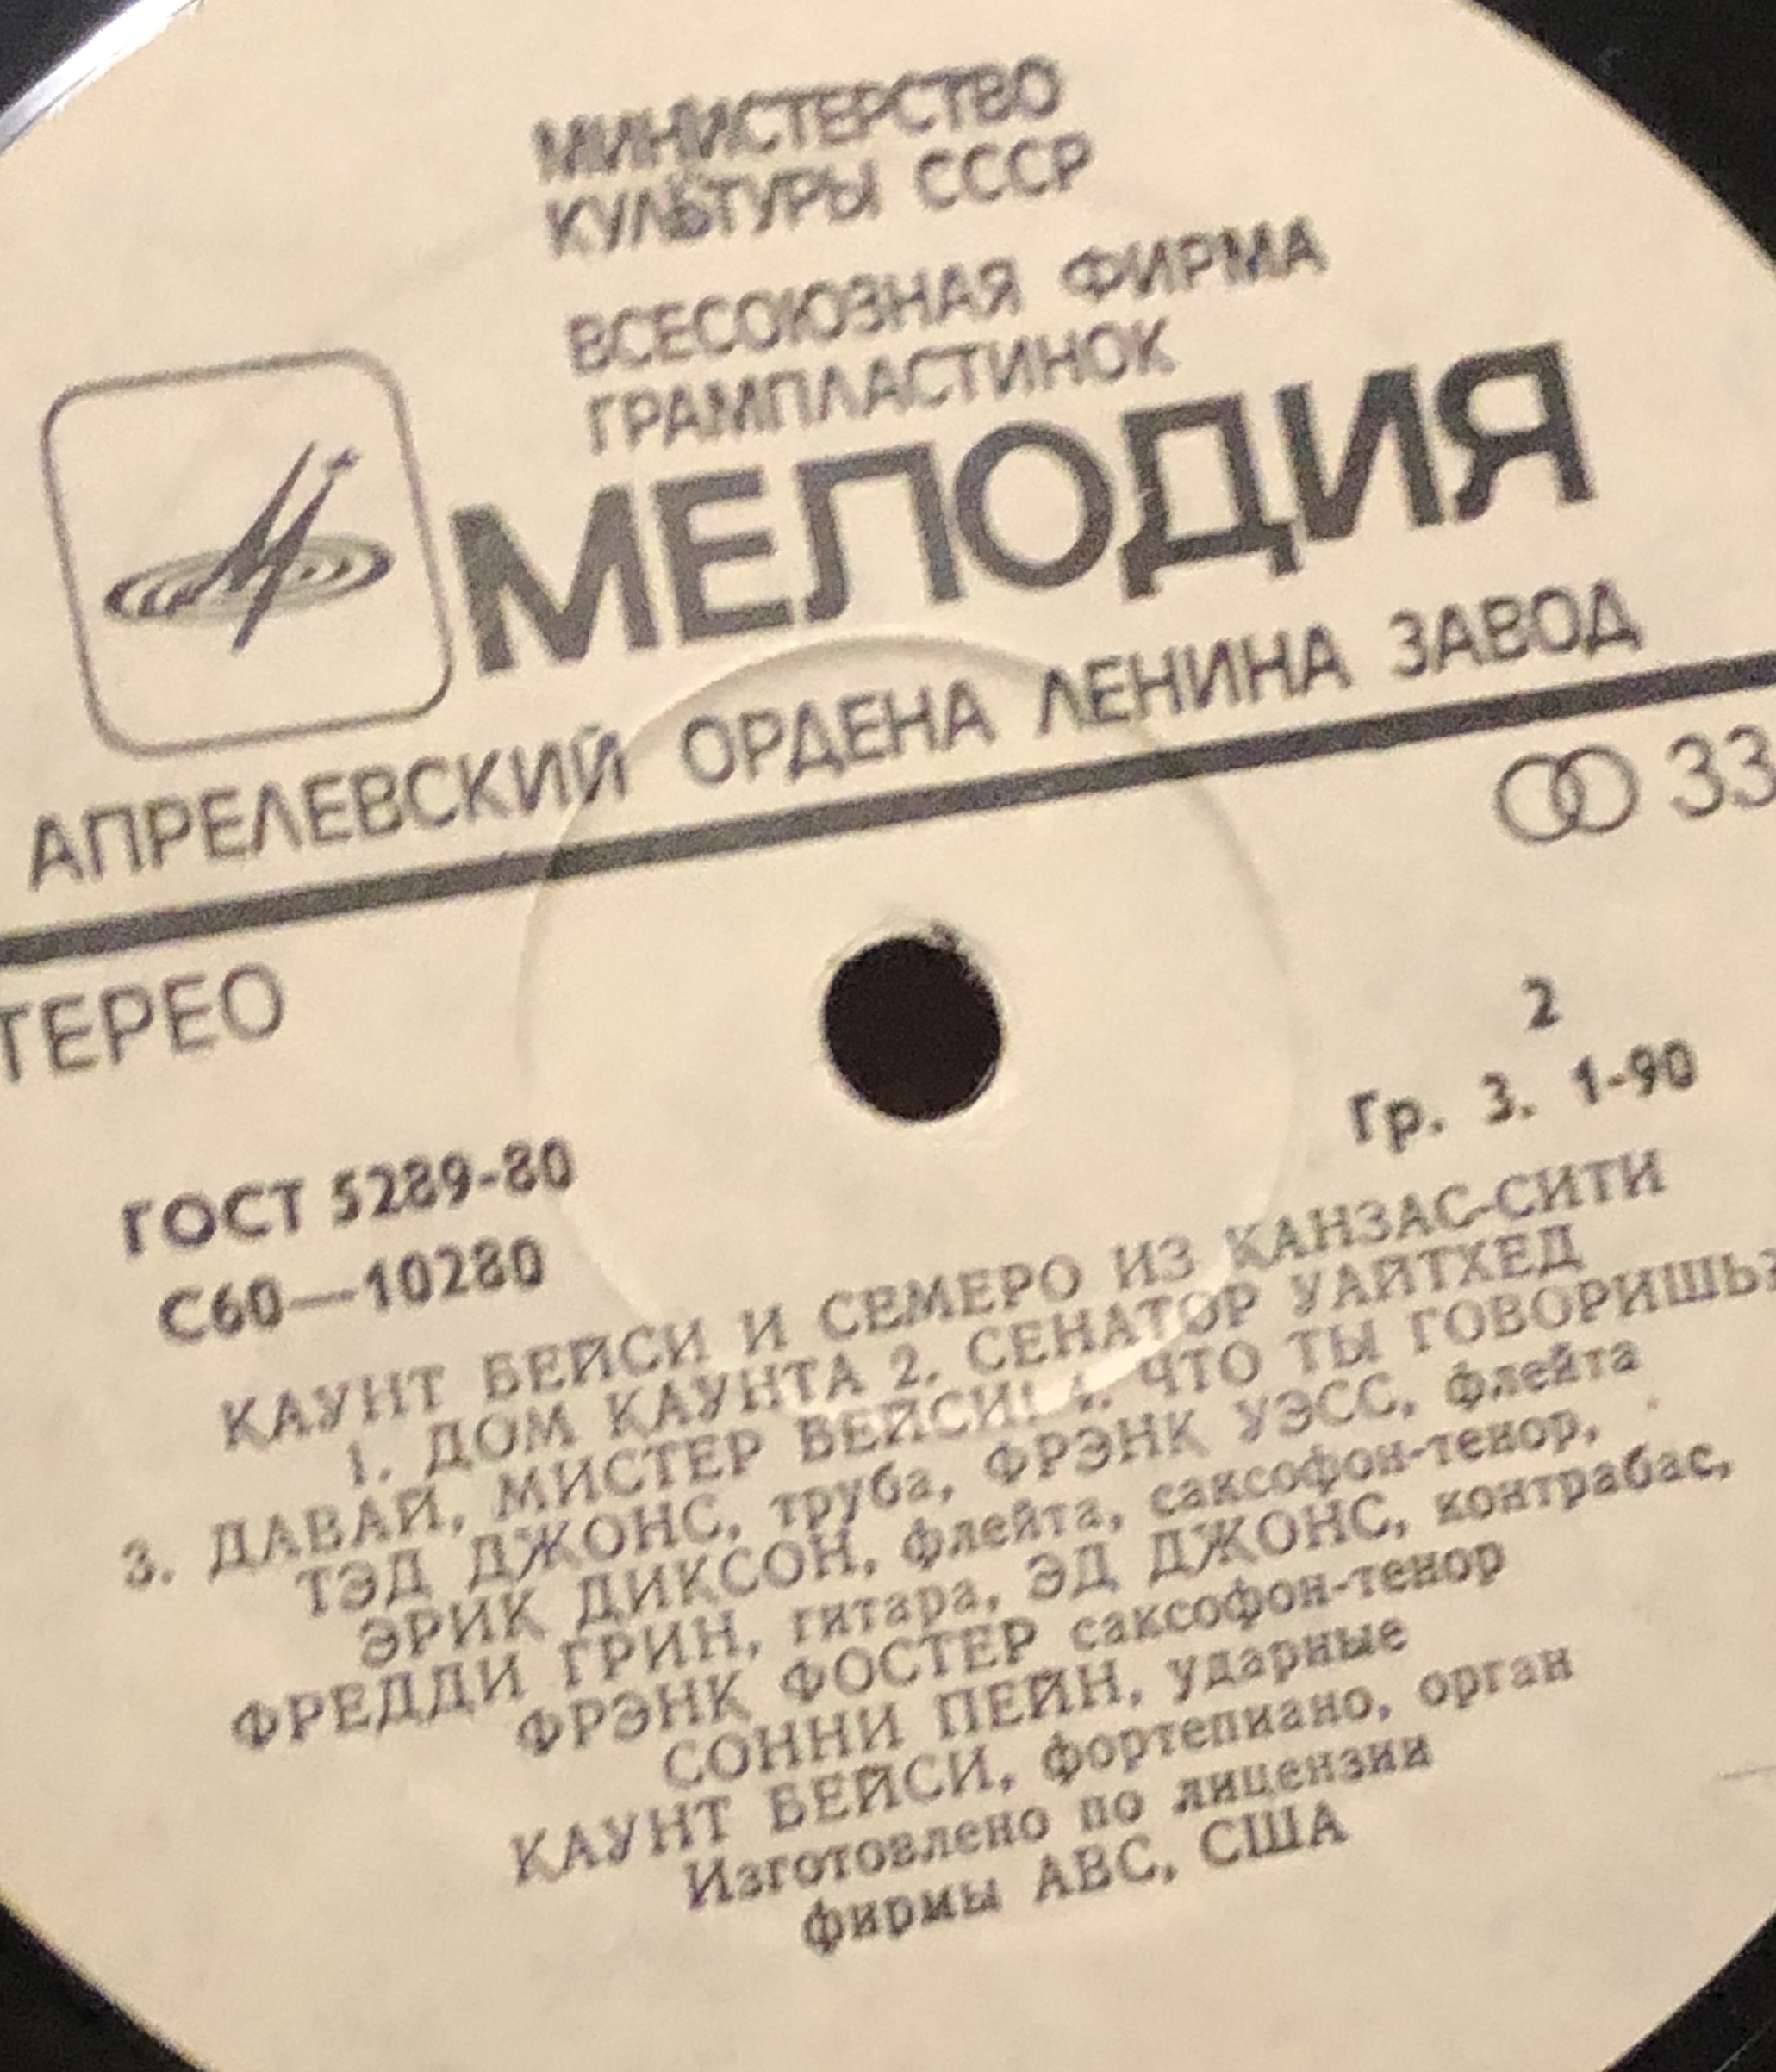 МИНИСТЕРСТВО
КУЛЬТУРЫ СССР
ВСЕСОЮЗНАЯ ФИРМА
ГРАМПЛАСТИНОК
МЕЛОДИЯ
АПРЕЛЕВСКИЙ ОРДЕНА ЛЕНИНА ЗАВОД
33
ТЕРЕО
2
Гр. 3. 1-90
ГОСТ 5289-80
С60—10280
КАУНТ БЕЙСИ И СЕМЕРО ИЗ КАНЗАС-СИТИ
1. ДОМ КАУНТА 2. СЕНАТОР УАЙТХЕД
3. ДАВАЙ, МИСТЕР БЕЙСИ! 4. ЧТО ТЫ ГОВОРИШЬ?
ТЭД ДЖОНС, труба, ФРЭНК УЭСС, флейта
ЭРИК ДИКСОН, флейта, саксофон-тенор,
ФРЕДДИ ГРИН, гитара, ЭД ДЖОНС, контрабас,
ФРЭНК ФОСТЕР саксофон-тенор
СОННИ ПЕЙН, ударные
КАУНТ БЕЙСИ, фортепиано, орган
Изготовлено по лицензии
фирмы АВС, США